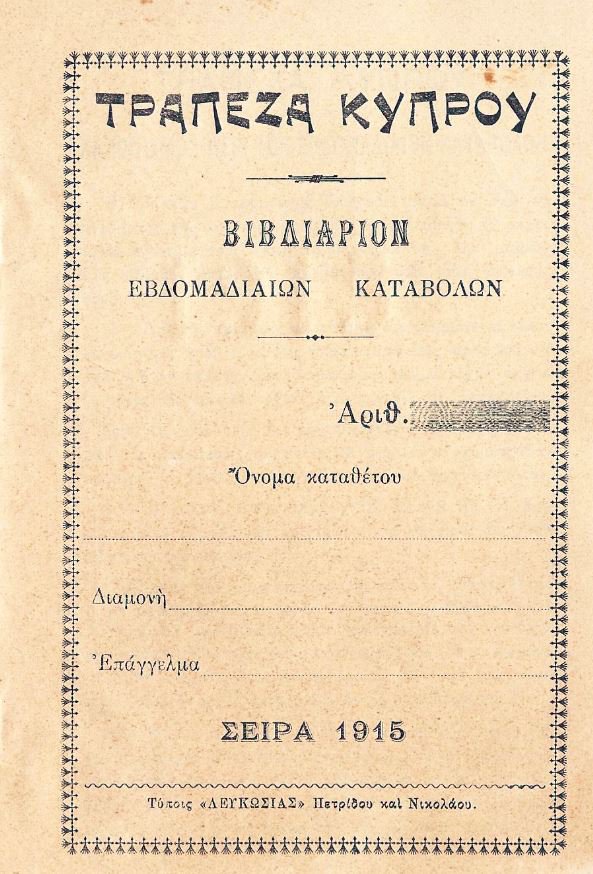 ΤΡΑΠΕΖΑ ΚΥΠΡΟΥ
ΒΙΒΛΙΑΡΙΟΝ
ΕΒΔΟΜΑΔΙΑΙΩΝ ΚΑΤΑΒΟΛΩΝ
Ἀριθ.
Ὄνομα καταθέτου
Διαμονὴ
Ἐπάγγελμα
ΣΕΙΡΑ 1915
Τύποις «ΛΕΥΚΩΣΙΑΣ» Πετρίδου καὶ Νικολάου.